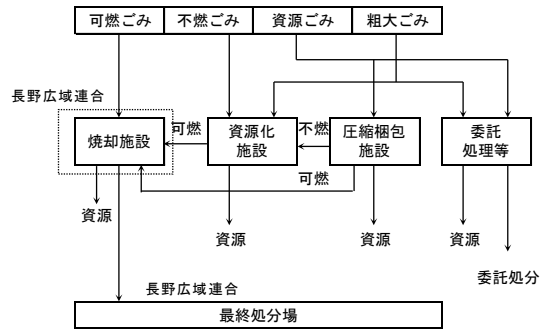 可燃ごみ 不燃ごみ 資源ごみ 粗大ごみ
長野広域連合
焼却施設
可燃
資源化
施設
不燃
圧縮梱包
施設
委託
処理等
可燃
資源
資源
資源
資源
委託処分
長野広域連合
最終処分場